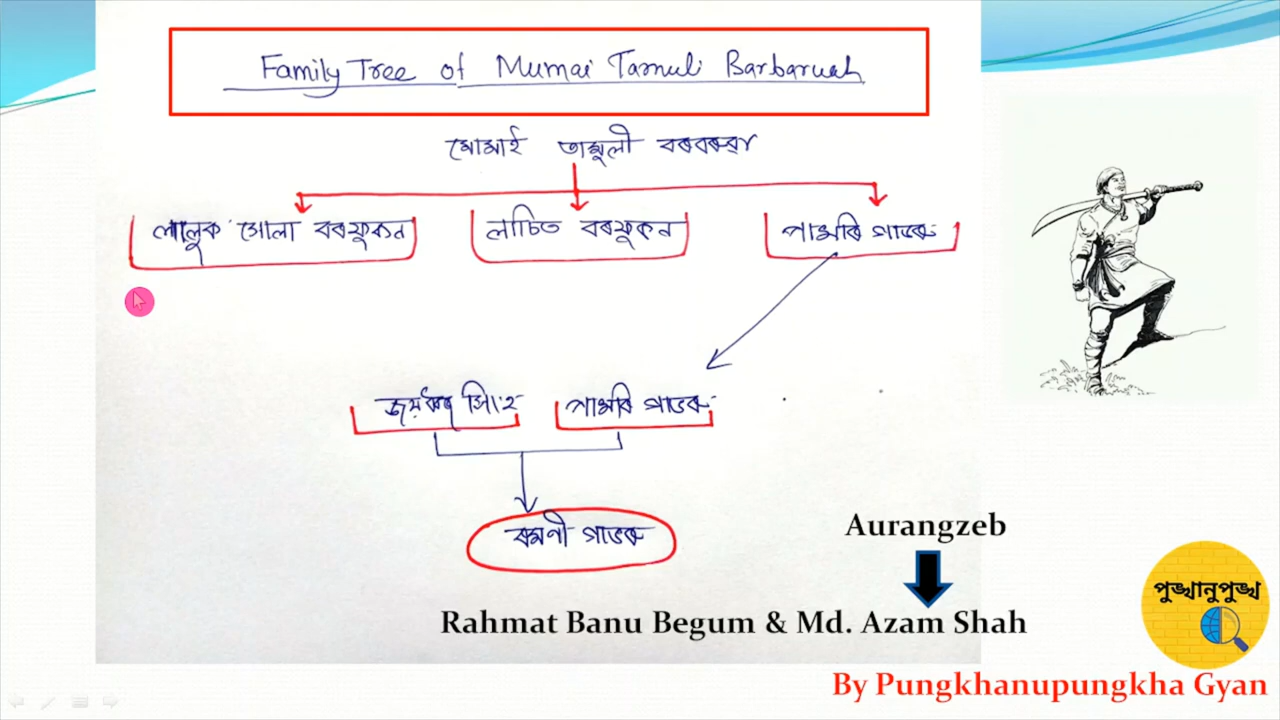 Family Tree of Mumai Tamuli Barbaruah
মোমাই তামুলী বৰবৰুৱা
লালুক সোলা বৰফুকন লাচিত বৰফুকন পাখৰি গাভৰু
জয়ধ্বজ সিংহ পাখৰি গাভৰু
ৰমণী গাভৰু
Aurangzeb
Rahmat Banu Begum & Md. Azam Shah
পুঙ্খানুপুঙ্খ
By Pungkhanupungkha Gyan